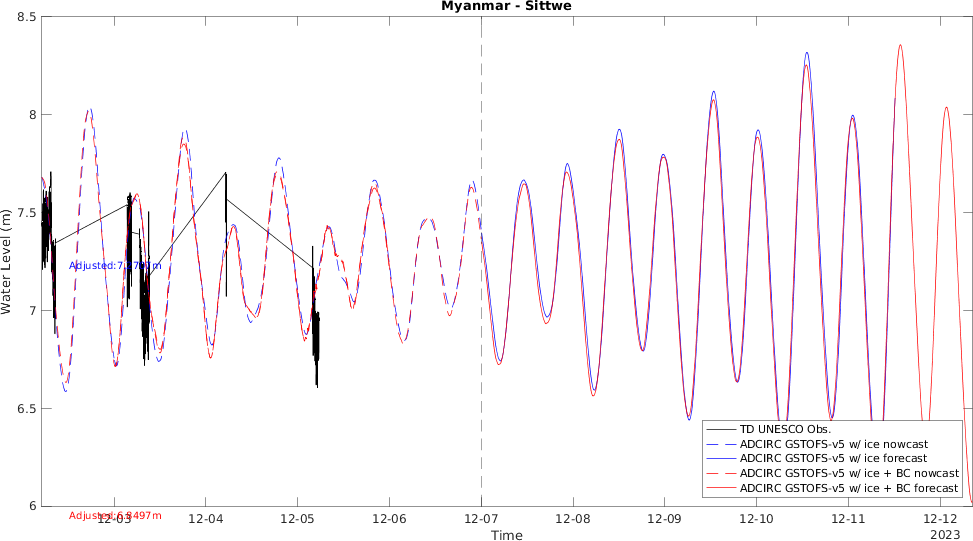 Myanmar - Sittwe
8.5
8
7.5
7
6.5
6
Water Level (m)
Adjusted:6.8497m
12-03
12-04
12-05
12-06
12-07
12-08
12-09
12-10
12-11
12-12
2023
Time
TD UNESCO Obs.
ADCIRC GSTOFS-v5 w/ ice nowcast
ADCIRC GSTOFS-v5 w/ ice forecast
ADCIRC GSTOFS-v5 w/ ice + BC nowcast
ADCIRC GSTOFS-v5 w/ ice + BC forecast